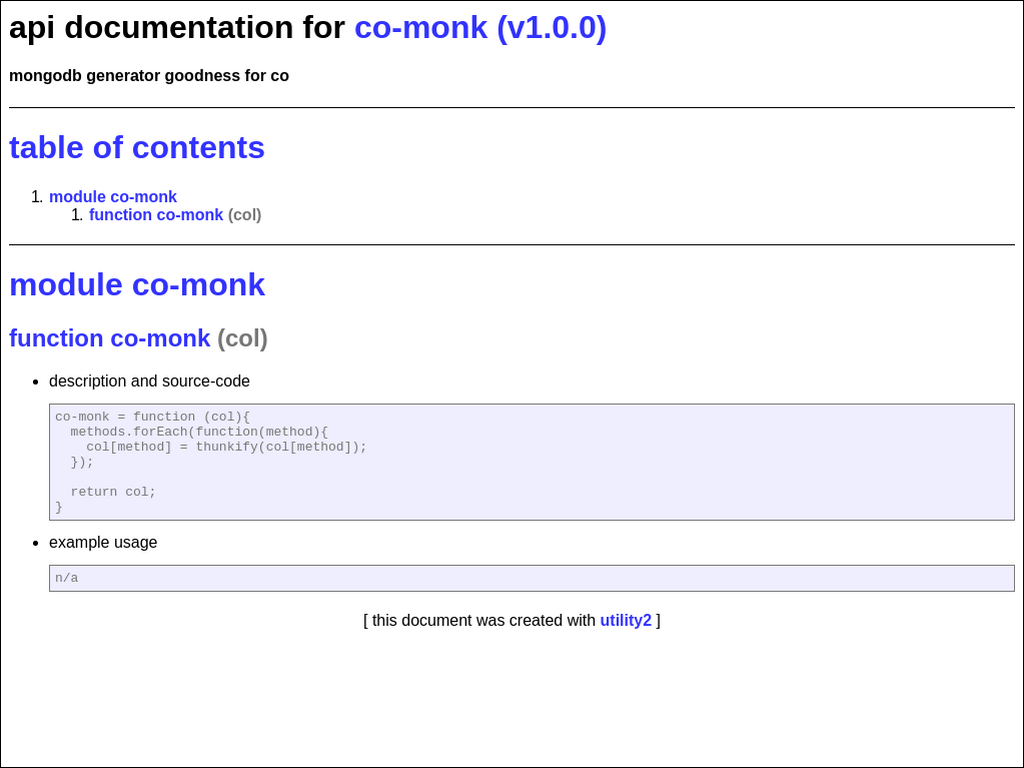 api documentation for co-monk (v1.0.0)
mongodb generator goodness for co
table of contents
1. module co-monk
1. function co-monk (col)
module co-monk
function co-monk (col)
• description and source-code
co-monk = function (col){
  methods.forEach(function(method){
    col[method] = thunkify(col[method]);
  });

  return col;
}
• example usage
n/a
[ this document was created with utility2 ]